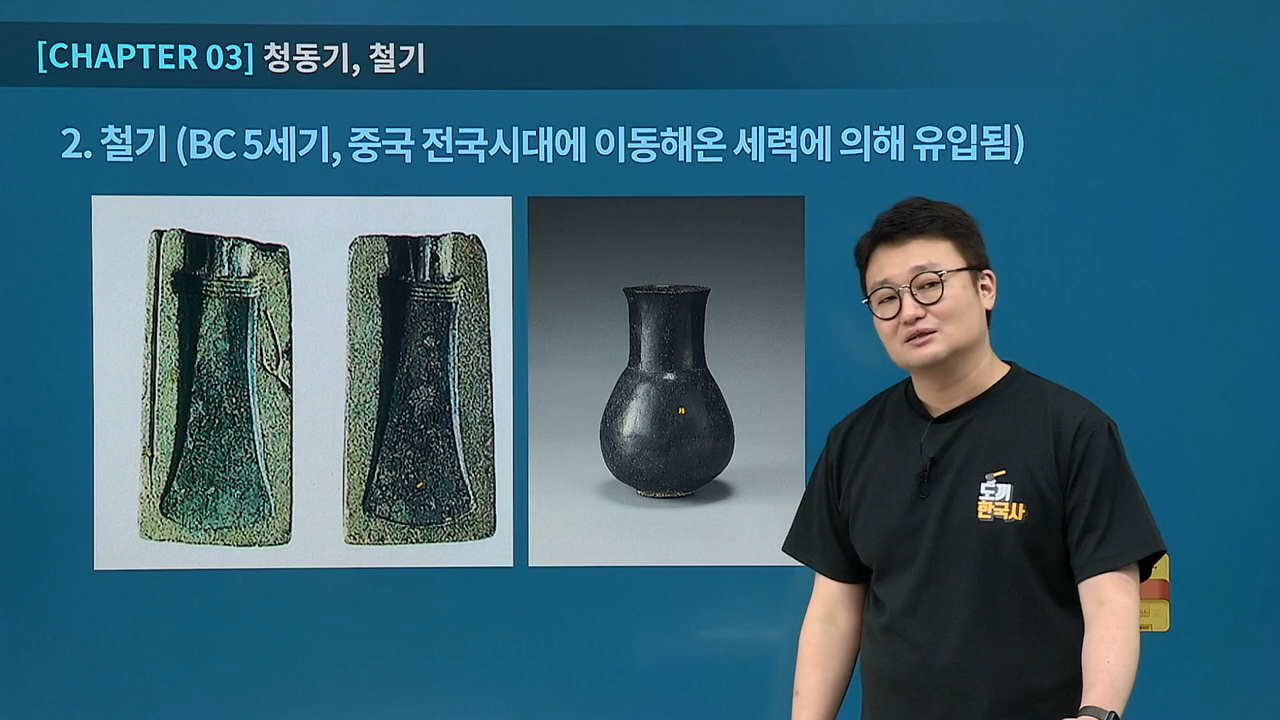 [CHAPTER 03] 청동기, 철기
2. 철기 (BC 5세기, 중국 전국시대에 이동해온 세력에 의해 유입됨)
도끼
한국사